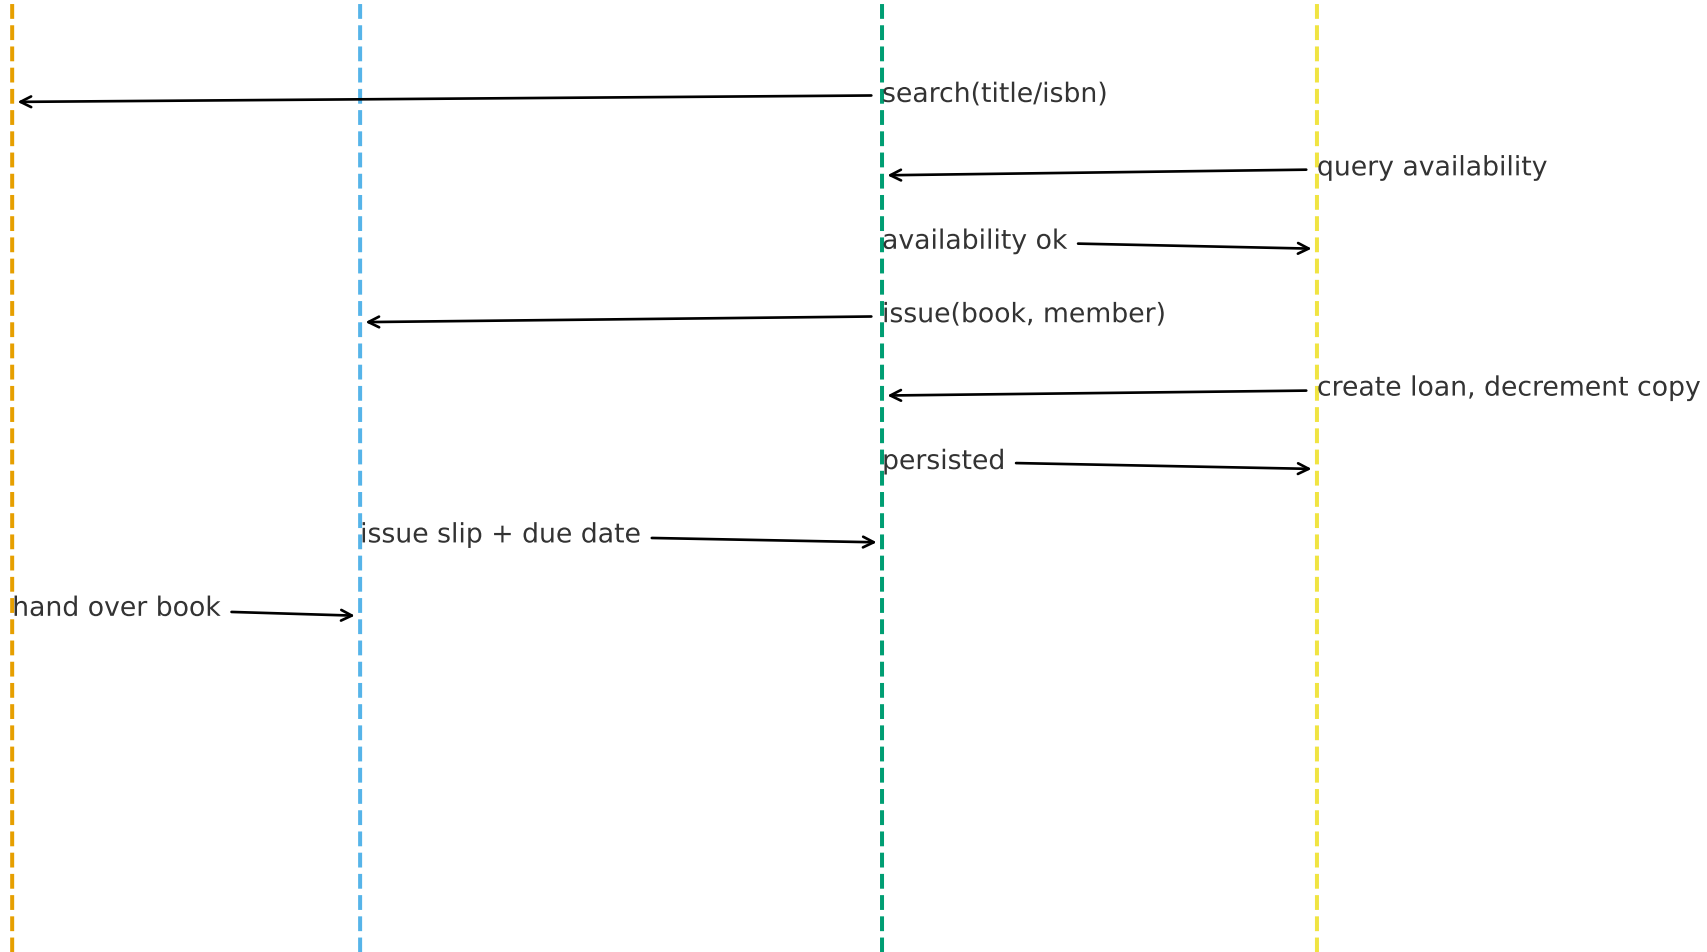 search(title/isbn)
query availability
availability ok
issue(book, member)
create loan, decrement copy
persisted
issue slip + due date
hand over book